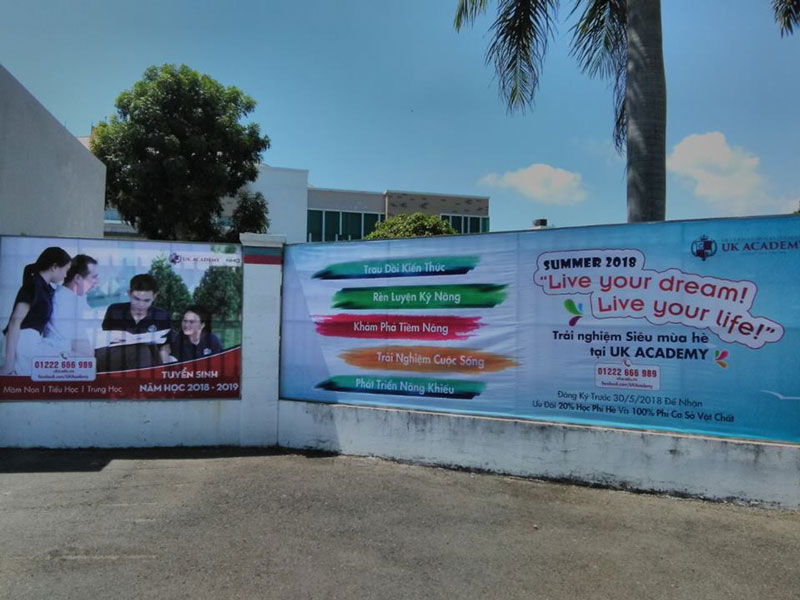 UK ACADEMY
01222 666 989
Mầm Non I Tiểu Học I Trung Học
TUYỂN SINH
NĂM HỌC 2018 - 2019
Trau Dồi Kiến Thức
Rèn Luyện Kỹ Năng
Khám Phá Tiềm Năng
Trải Nghiệm Cuộc Sống
Phát Triển Năng Khiếu
UK ACADEMY
SUMMER 2018
"Live your dream!
Live your life!"
Trải nghiệm Siêu mùa hè
tại UK ACADEMY
01222 666 989
Đăng Ký Trước 30/5/2018 Để Nhận
Ưu Đãi 20% Học Phí Hè Và 100% Phí Cơ Sở Vật Chất